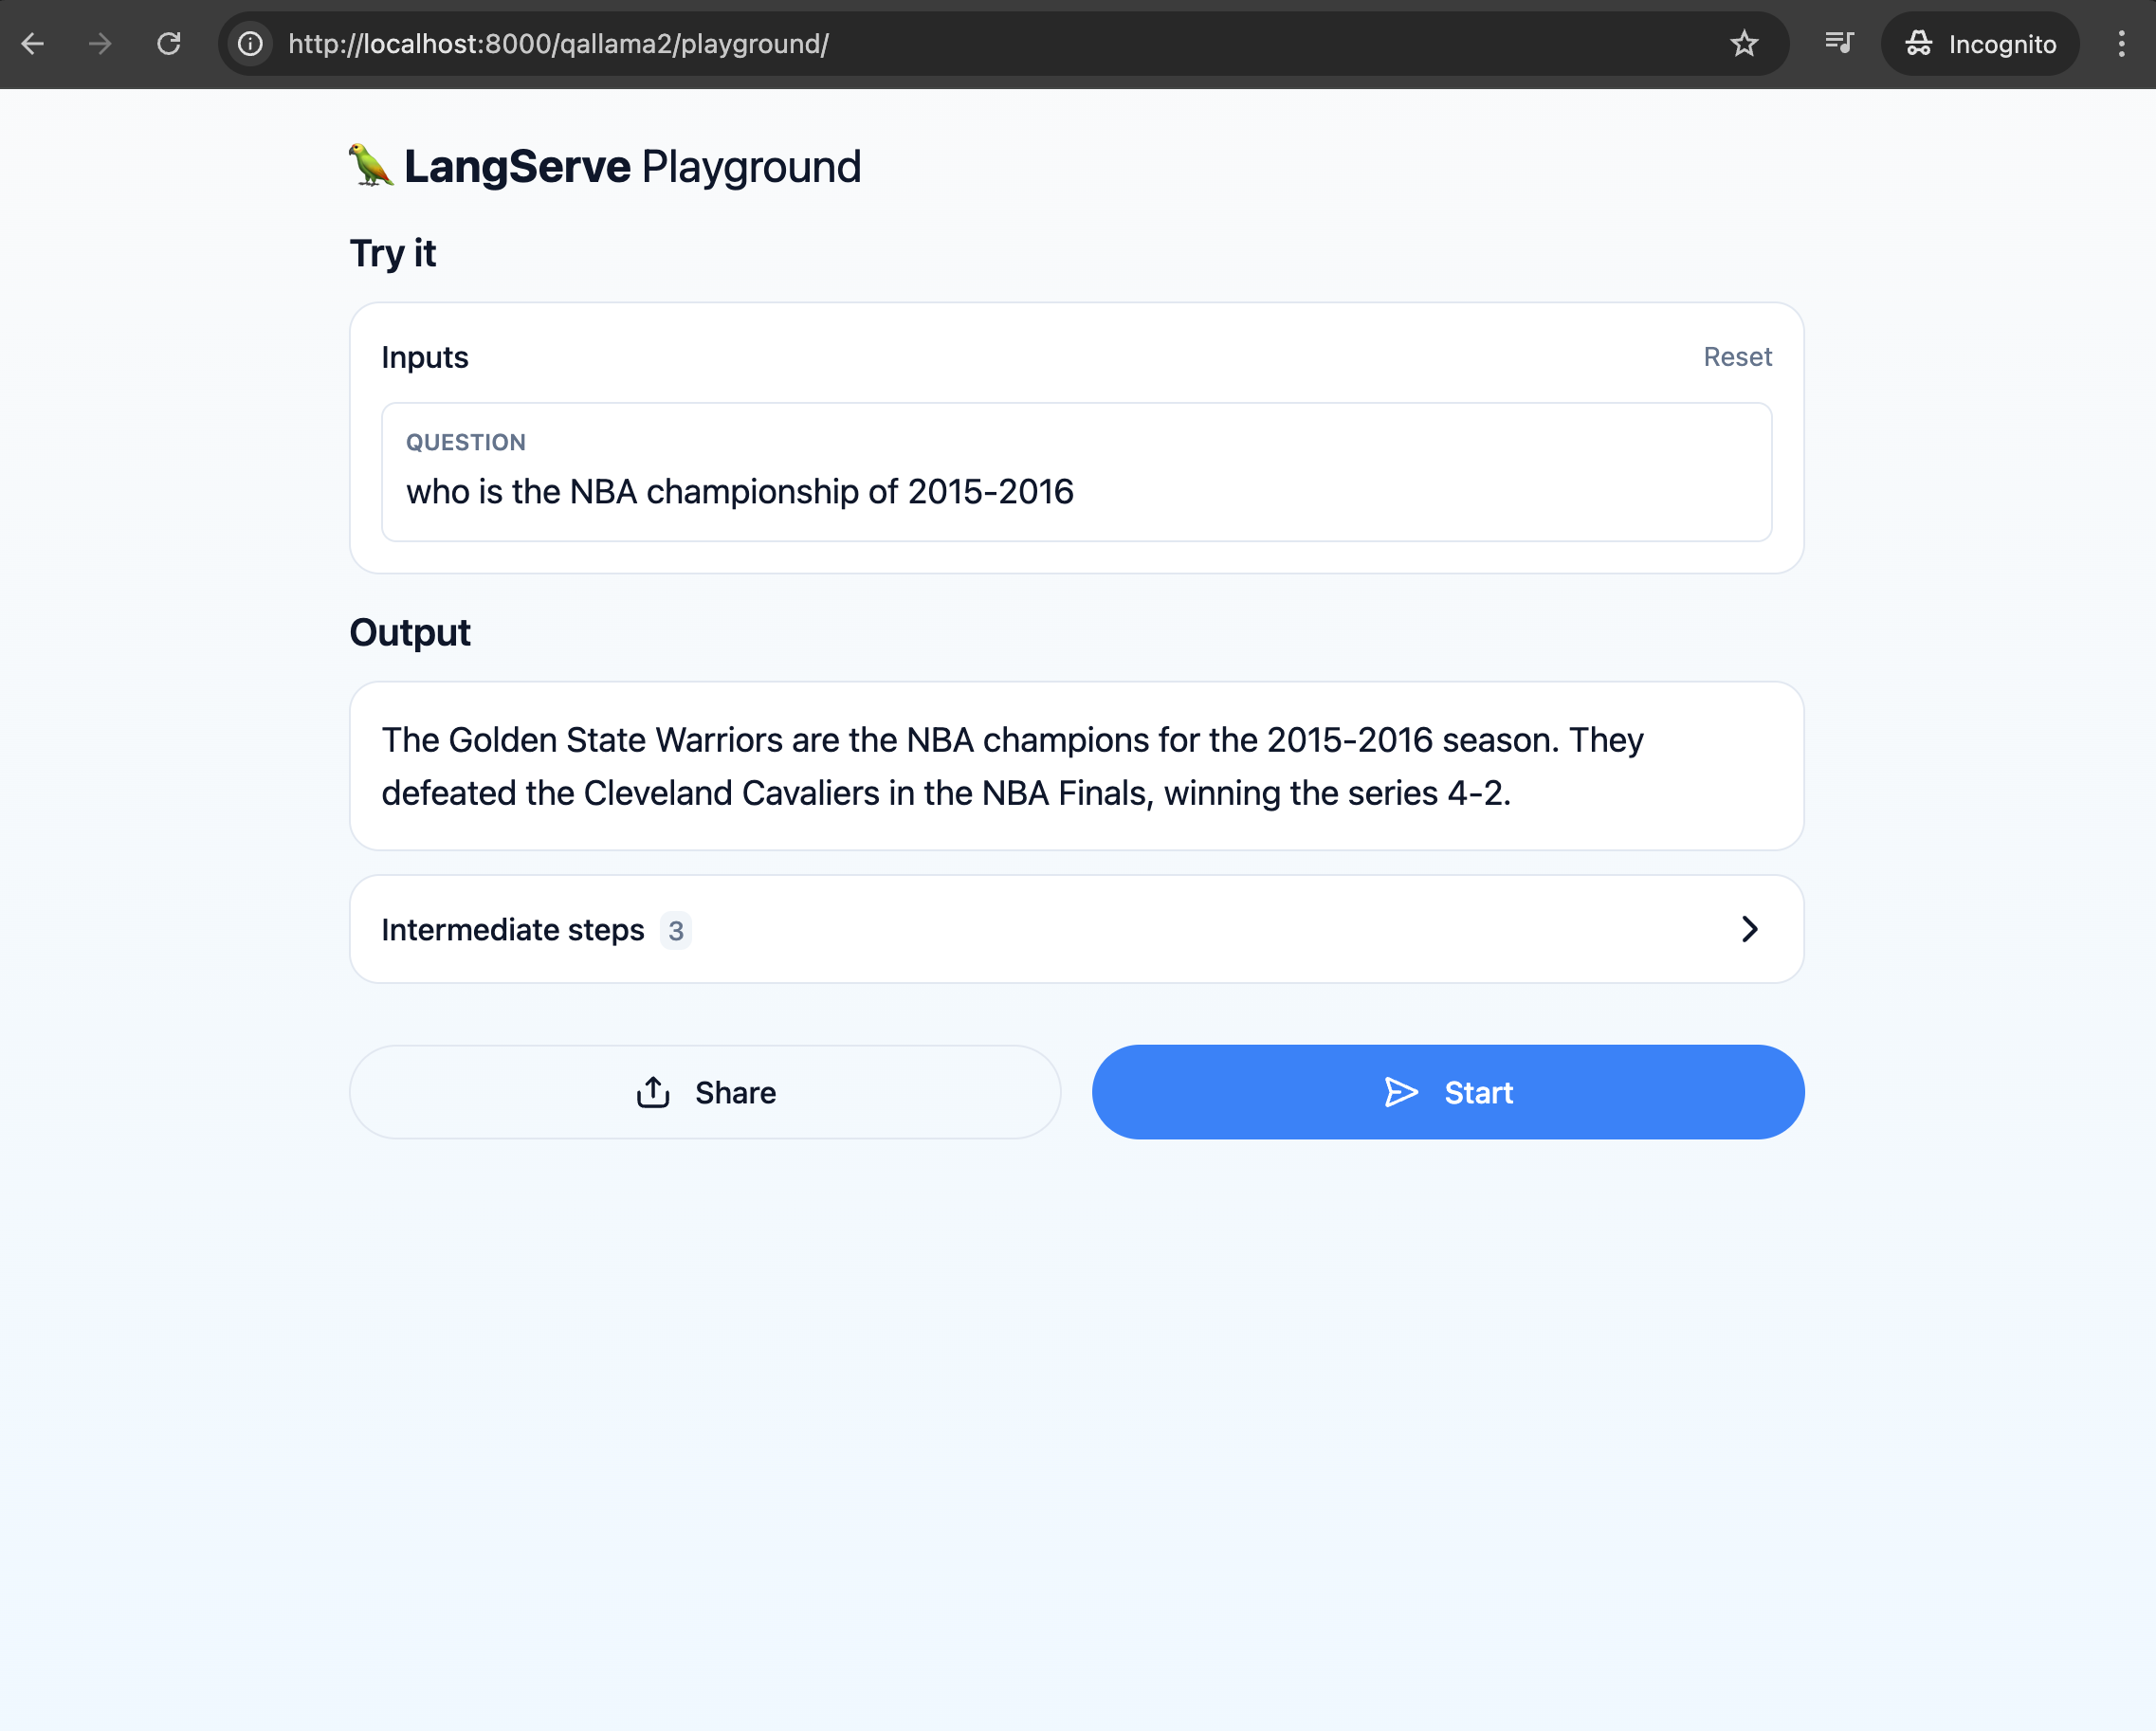 http://localhost:8000/qallama2/playground/
Incognito
LangServe Playground
Try it
Inputs
Reset
QUESTION
who is the NBA championship of 2015-2016
Output
The Golden State Warriors are the NBA champions for the 2015-2016 season. They
defeated the Cleveland Cavaliers in the NBA Finals, winning the series 4-2.
Intermediate steps 3
Share
Start